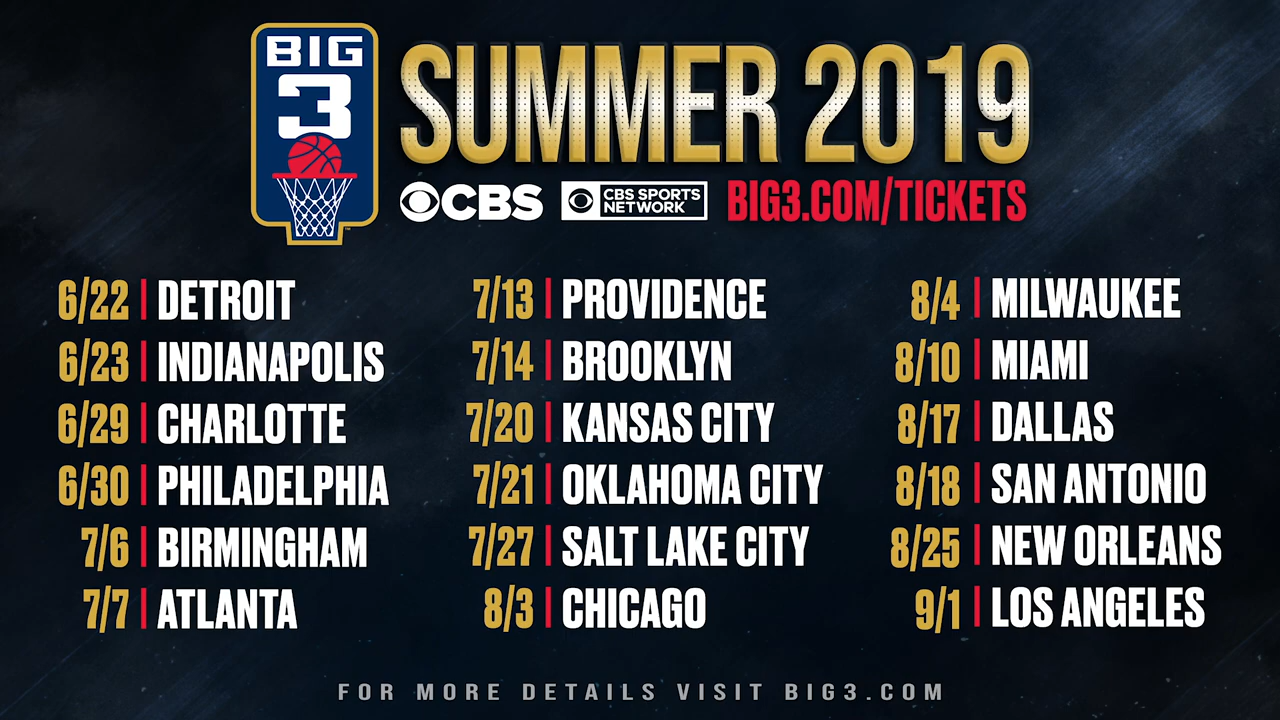 BIG
3
SUMMER 2019
CBS
CBS SPORTS
NETWORK
BIG3.COM/TICKETS
6/22 | DETROIT
6/23 | INDIANAPOLIS
6/29 | CHARLOTTE
6/30 | PHILADELPHIA
7/6 | BIRMINGHAM
7/7 | ATLANTA
7/13 | PROVIDENCE
7/14 | BROOKLYN
7/20 | KANSAS CITY
7/21 | OKLAHOMA CITY
7/27 | SALT LAKE CITY
8/3 | CHICAGO
8/4 | MILWAUKEE
8/10 | MIAMI
8/17 | DALLAS
8/18 | SAN ANTONIO
8/25 | NEW ORLEANS
9/1 | LOS ANGELES
FOR MORE DETAILS VISIT BIG3.COM